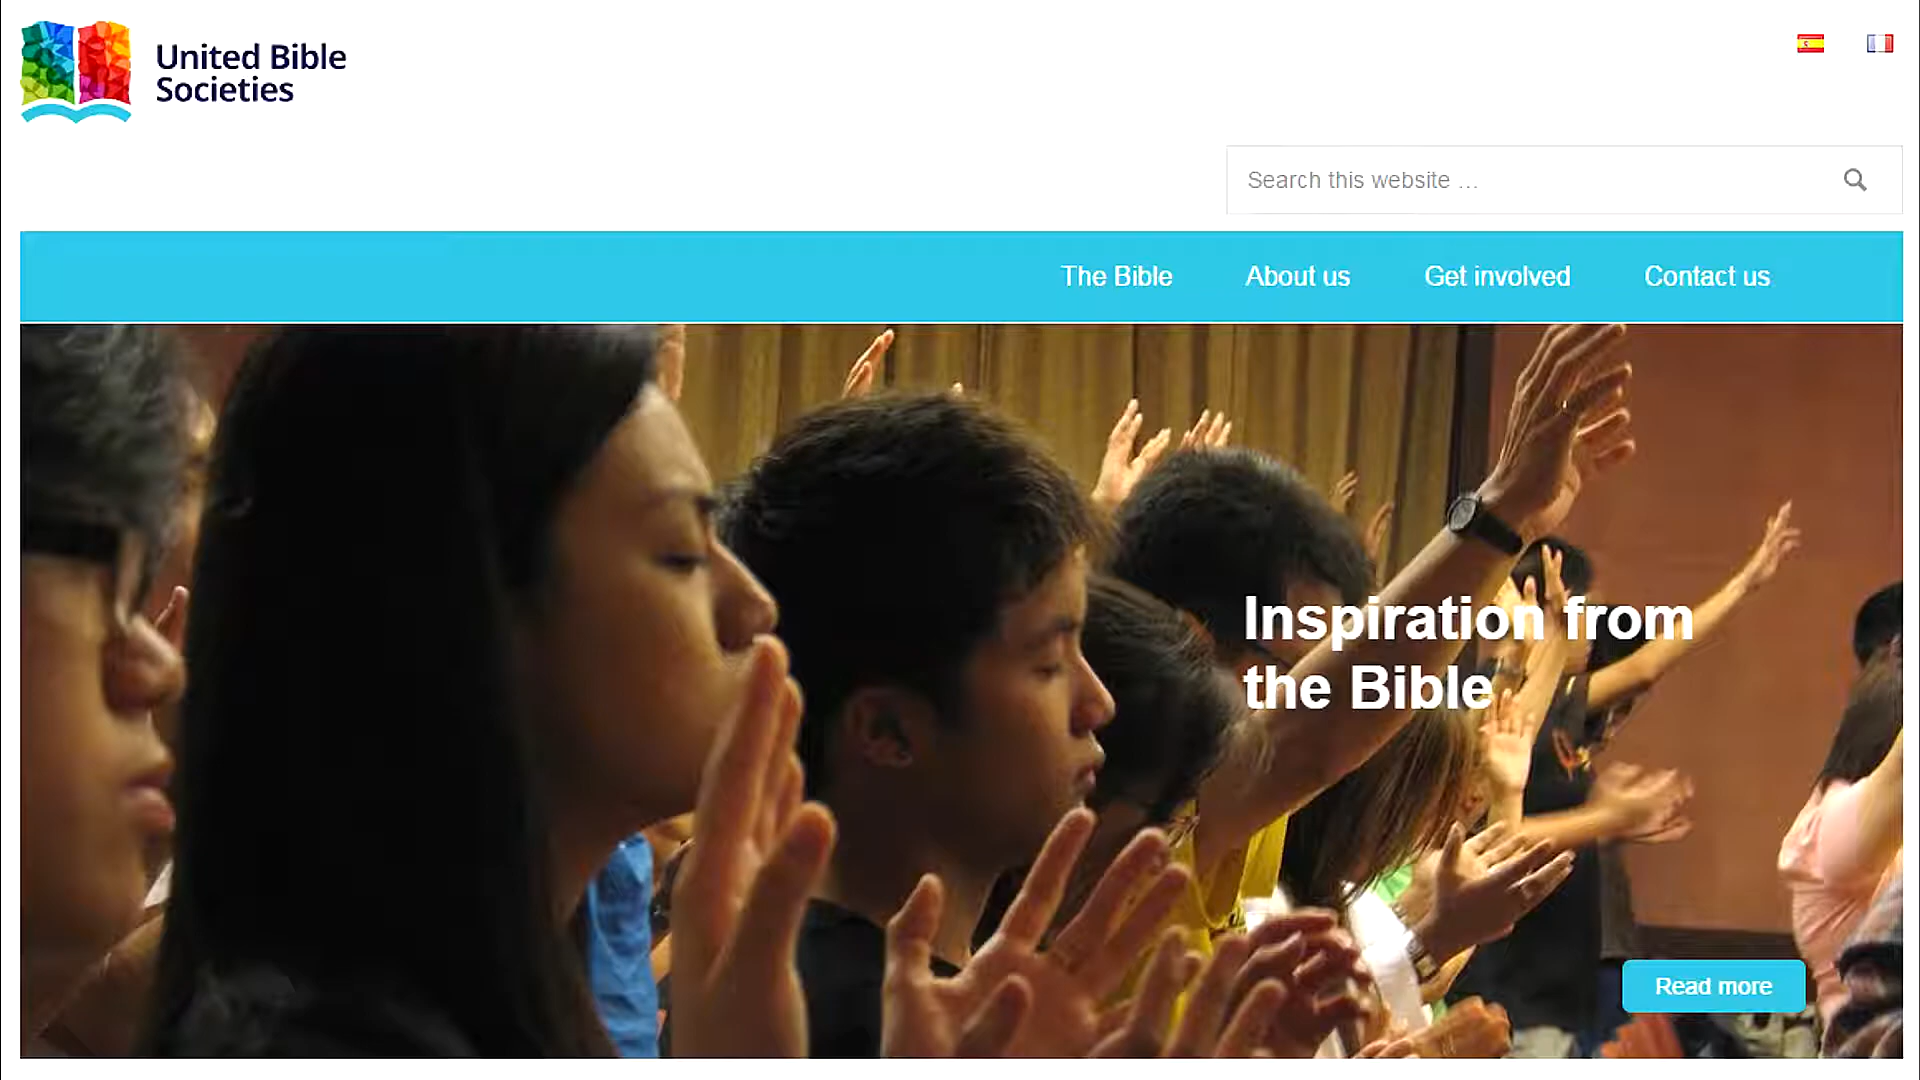 United Bible
Societies
Search this website ...
The Bible About us Get involved Contact us
Inspiration from
the Bible
Read more